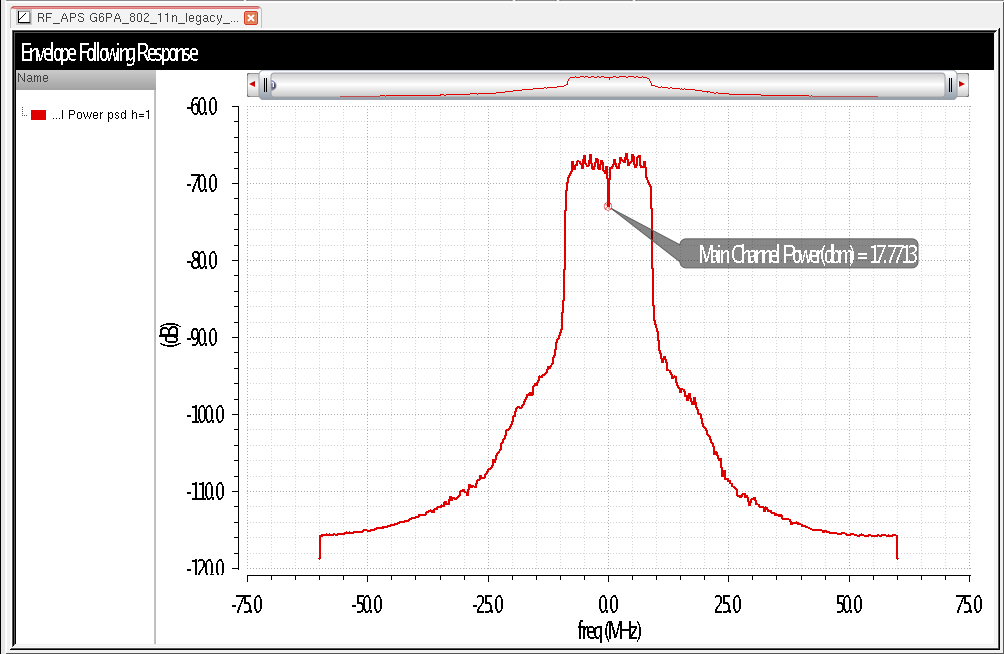 RF_APS G6PA_802_11n_legacy_...
Envelope Following Response
Name
...l Power psd h=1
-60.0
-70.0
-80.0
-90.0
-100.0
-110.0
-120.0
(dB)
Main Channel Power(dbm) = 17.7713
-75.0 -50.0 -25.0 0.0 25.0 50.0 75.0
freq (MHz)